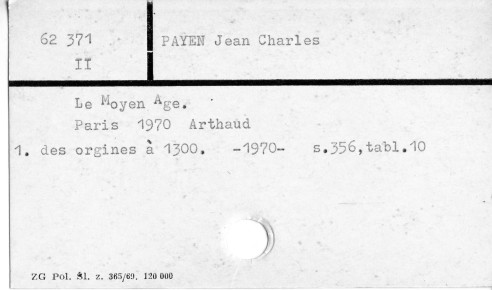 62 371
II
PAYEN Jean Charles
Le Moyen Age.
Paris 1970 Arthaud
1. des orgines à 1300. -1970- s.356,tabl.10
ZG Pol. Śl. z. 365/69. 120 000